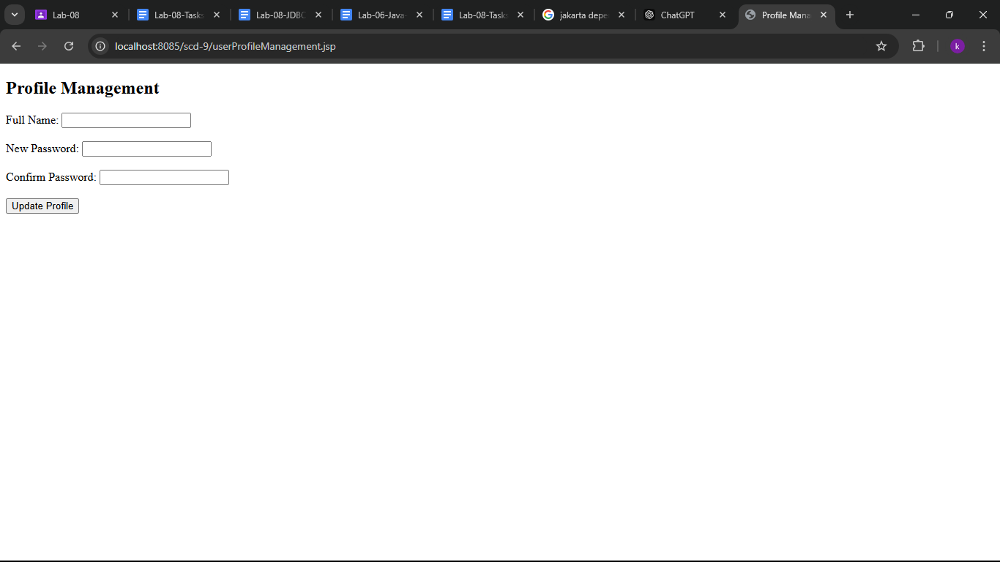 Lab-08
Lab-08-Tasks
Lab-08-JDBC
Lab-06-Java-
Lab-08-Tasks
jakarta depe
ChatGPT
Profile Mana
localhost:8085/scd-9/userProfileManagement.jsp
k
Profile Management
Full Name:
New Password:
Confirm Password:
Update Profile